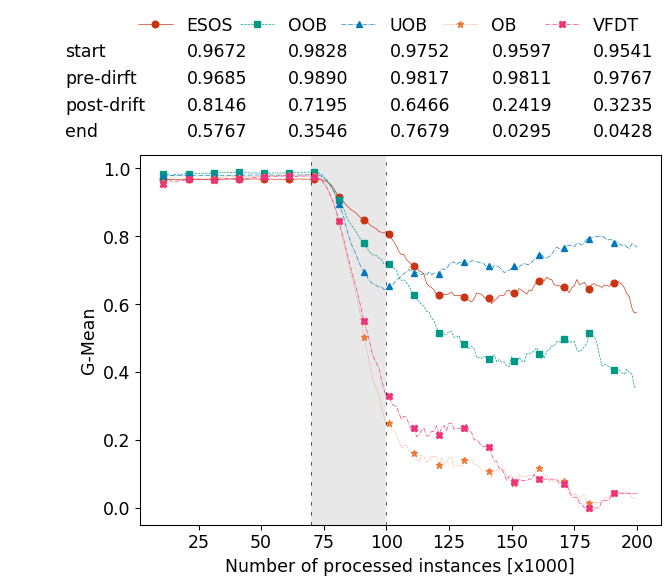 ESOS OOB UOB OB VFDT
start 0.9672 0.9828 0.9752 0.9597 0.9541
pre-dirft 0.9685 0.9890 0.9817 0.9811 0.9767
post-drift 0.8146 0.7195 0.6466 0.2419 0.3235
end 0.5767 0.3546 0.7679 0.0295 0.0428
1.0
0.8
0.6
0.4
0.2
0.0
G-Mean
25 50 75 100 125 150 175 200
Number of processed instances [x1000]